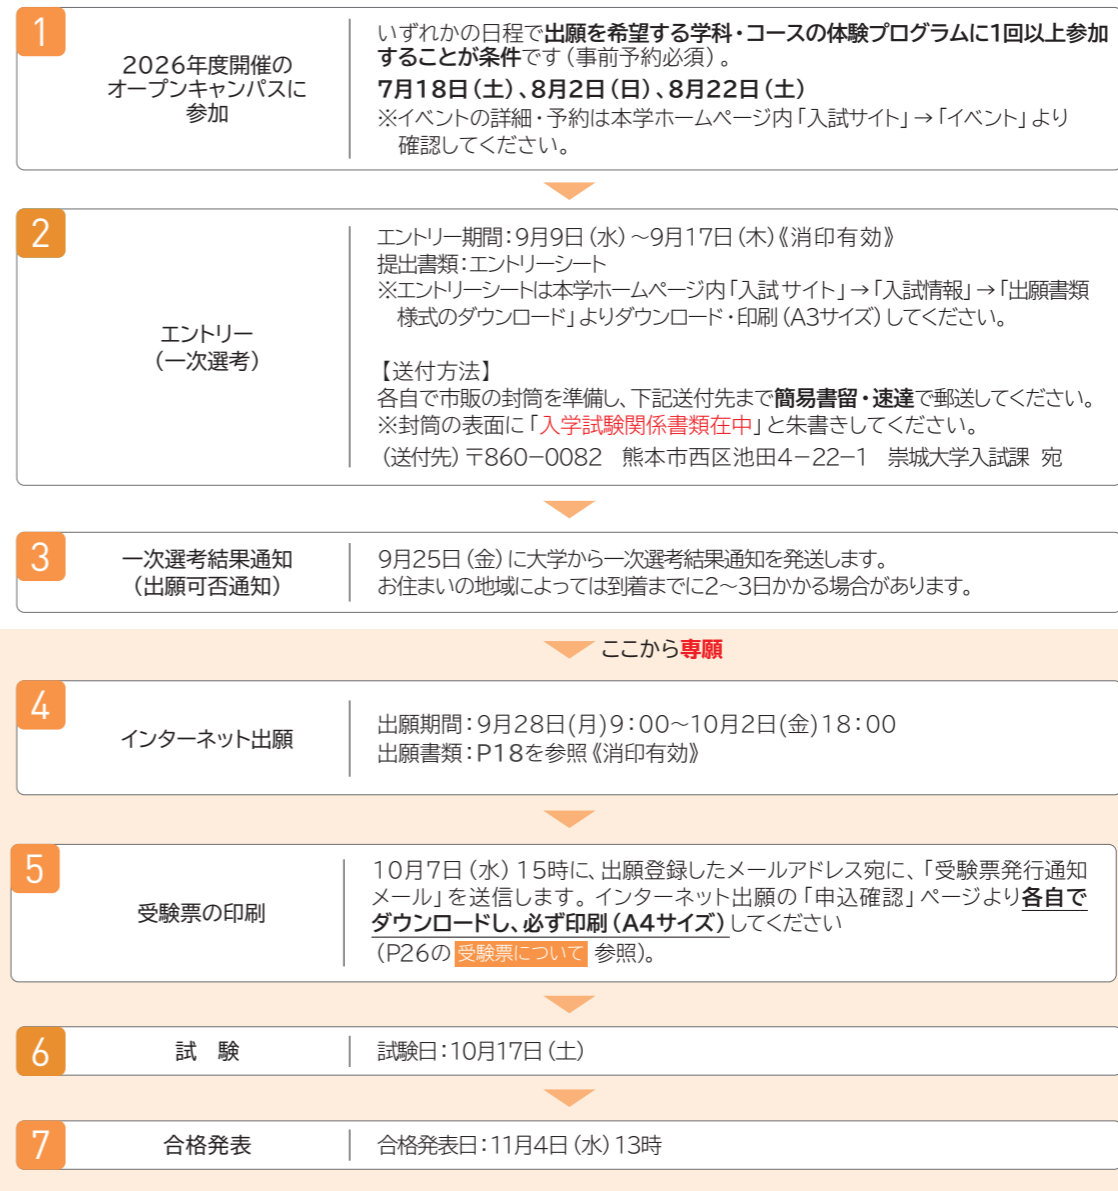 1
2026年度開催の
オープンキャンパスに
参加
いずれかの日程で出願を希望する学科・コースの体験プログラムに1回以上参加
することが条件です(事前予約必須)。
7月18日(土)、8月2日(日)、8月22日(土)
※イベントの詳細・予約は本学ホームページ内「入試サイト」→「イベント」より
確認してください。
2
エントリー
(一次選考)
エントリー期間:9月9日(水)～9月17日(木)《消印有効》
提出書類:エントリーシート
※エントリーシートは本学ホームページ内「入試サイト」→「入試情報」→「出願書類
様式のダウンロード」よりダウンロード・印刷(A3サイズ)してください。
【送付方法】
各自で市販の封筒を準備し、下記送付先まで簡易書留・速達で郵送してください。
※封筒の表面に「入学試験関係書類在中」と朱書きしてください。
(送付先)〒860-0082 熊本市西区池田4-22-1 崇城大学入試課 宛
3
一次選考結果通知
(出願可否通知)
9月25日(金)に大学から一次選考結果通知を発送します。
お住まいの地域によっては到着までに2～3日かかる場合があります。
ここから専願
4
インターネット出願
出願期間:9月28日(月)9:00～10月2日(金)18:00
出願書類:P18を参照《消印有効》
5
受験票の印刷
10月7日(水)15時に、出願登録したメールアドレス宛に、「受験票発行通知
メール」を送信します。インターネット出願の「申込確認」ページより各自で
ダウンロードし、必ず印刷(A4サイズ)してください
(P26の 受験票について 参照)。
6
試 験
試験日:10月17日(土)
7
合格発表
合格発表日:11月4日(水)13時